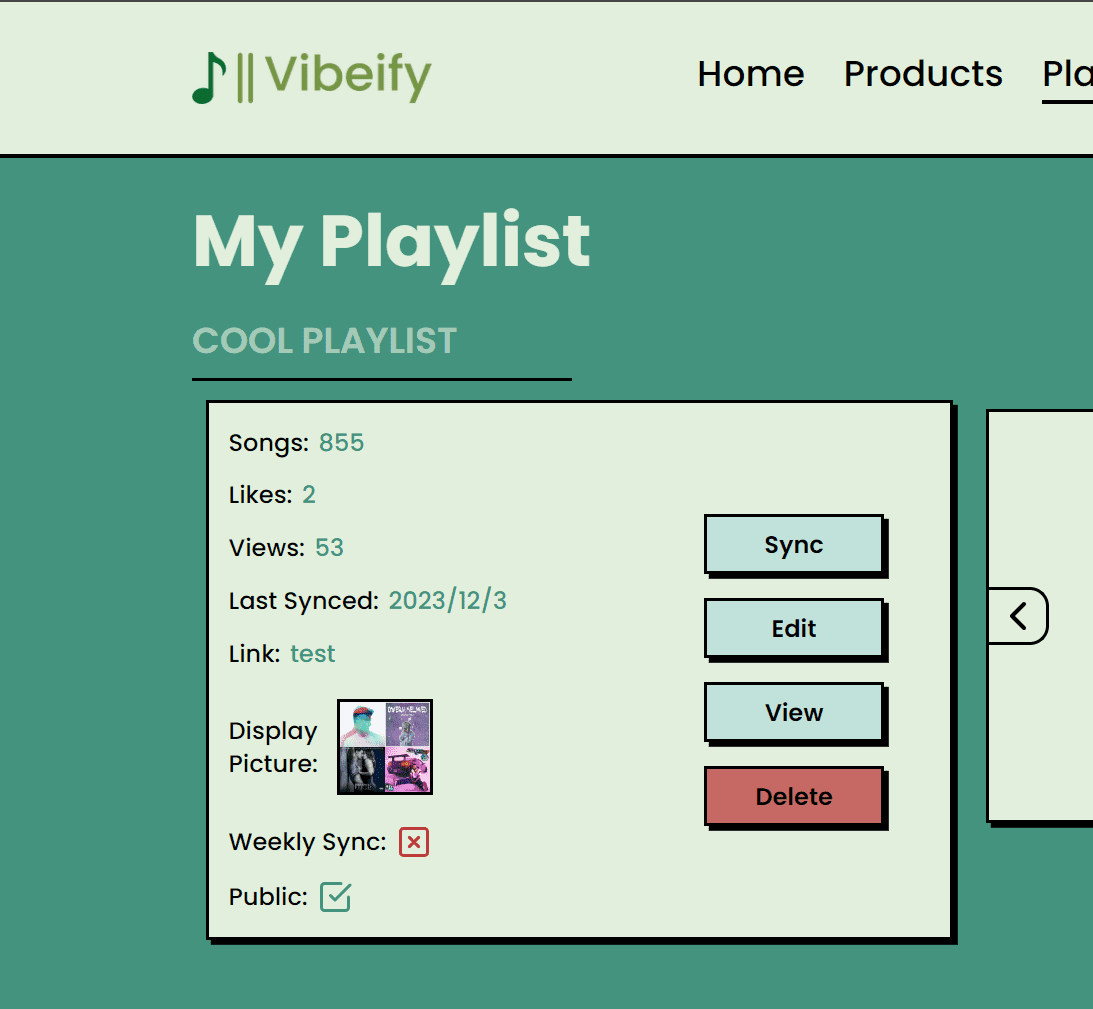 Vibeify
Home Products Pla
My Playlist
COOL PLAYLIST
Songs: 855
Likes: 2
Views: 53
Last Synced: 2023/12/3
Link: test
Display
Picture:
Weekly Sync:
Public:
Sync
Edit
View
Delete